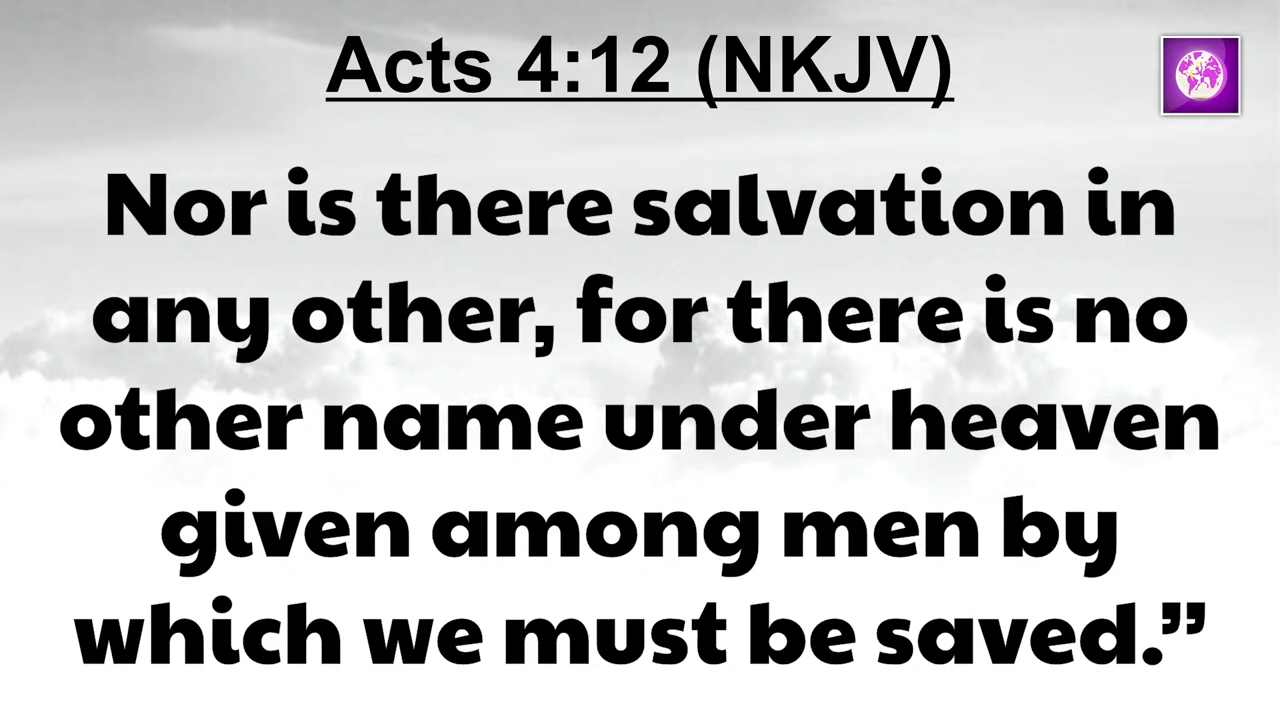 Acts 4:12 (NKJV)
Nor is there salvation in
any other, for there is no
other name under heaven
given among men by
which we must be saved.”